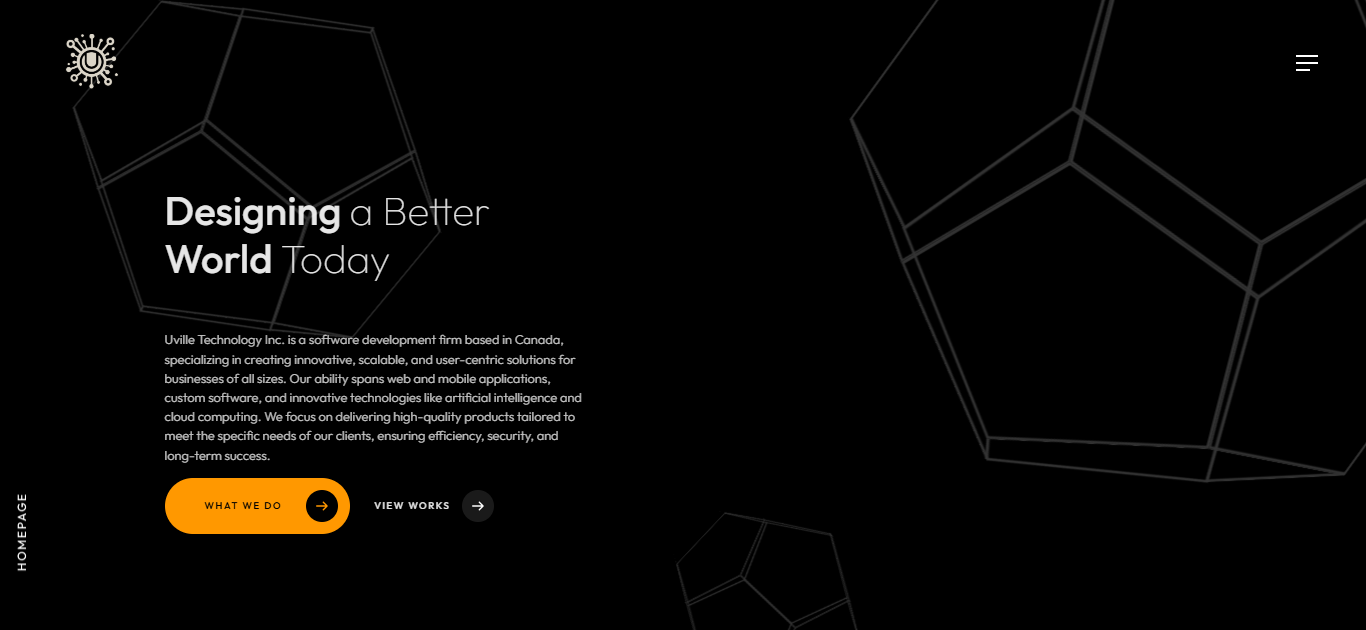 Designing a Better
World Today
Uville Technology Inc. is a software development firm based in Canada,
specializing in creating innovative, scalable, and user-centric solutions for
businesses of all sizes. Our ability spans web and mobile applications,
custom software, and innovative technologies like artificial intelligence and
cloud computing. We focus on delivering high-quality products tailored to
meet the specific needs of our clients, ensuring efficiency, security, and
long-term success.
WHAT WE DO
VIEW WORKS
HOMEPAGE